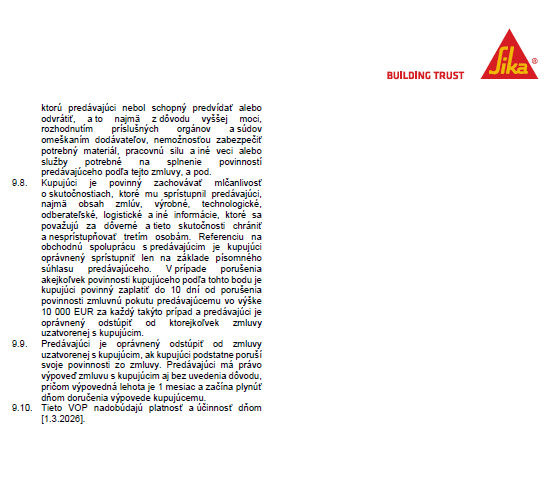 BUILDING TRUST
Sika®
ktorú predávajúci nebol schopný predvídať alebo
odvrátiť, a to najmä z dôvodu vyššej moci,
rozhodnutím príslušných orgánov a súdov
omeškaním dodávateľov, nemožnosťou zabezpečiť
potrebný materiál, pracovnú silu a iné veci alebo
služby potrebné na splnenie povinností
predávajúceho podľa tejto zmluvy, a pod.
9.8. Kupujúci je povinný zachovávať mlčanlivosť
o skutočnostiach, ktoré mu sprístupnil predávajúci,
najmä obsah zmlúv, výrobné, technologické,
odberateľské, logistické a iné informácie, ktoré sa
považujú za dôverné a tieto skutočnosti chrániť
a nesprístupňovať tretím osobám. Referenciu na
obchodnú spoluprácu s predávajúcim je kupujúci
oprávnený sprístupniť len na základe písomného
súhlasu predávajúceho. V prípade porušenia
akejkoľvek povinnosti kupujúceho podľa tohto bodu je
kupujúci povinný zaplatiť do 10 dní od porušenia
povinnosti zmluvnú pokutu predávajúcemu vo výške
10 000 EUR za každý takýto prípad a predávajúci je
oprávnený odstúpiť od ktorejkoľvek zmluvy
uzatvorenej s kupujúcim.
9.9. Predávajúci je oprávnený odstúpiť od zmluvy
uzatvorenej s kupujúcim, ak kupujúci podstatne poruší
svoje povinnosti zo zmluvy. Predávajúci má právo
výpoveď zmluvu s kupujúcim aj bez uvedenia dôvodu,
pričom výpovedná lehota je 1 mesiac a začína plynúť
dňom doručenia výpovede kupujúcemu.
9.10. Tieto VOP nadobúdajú platnosť a účinnosť dňom
[1.3.2026].